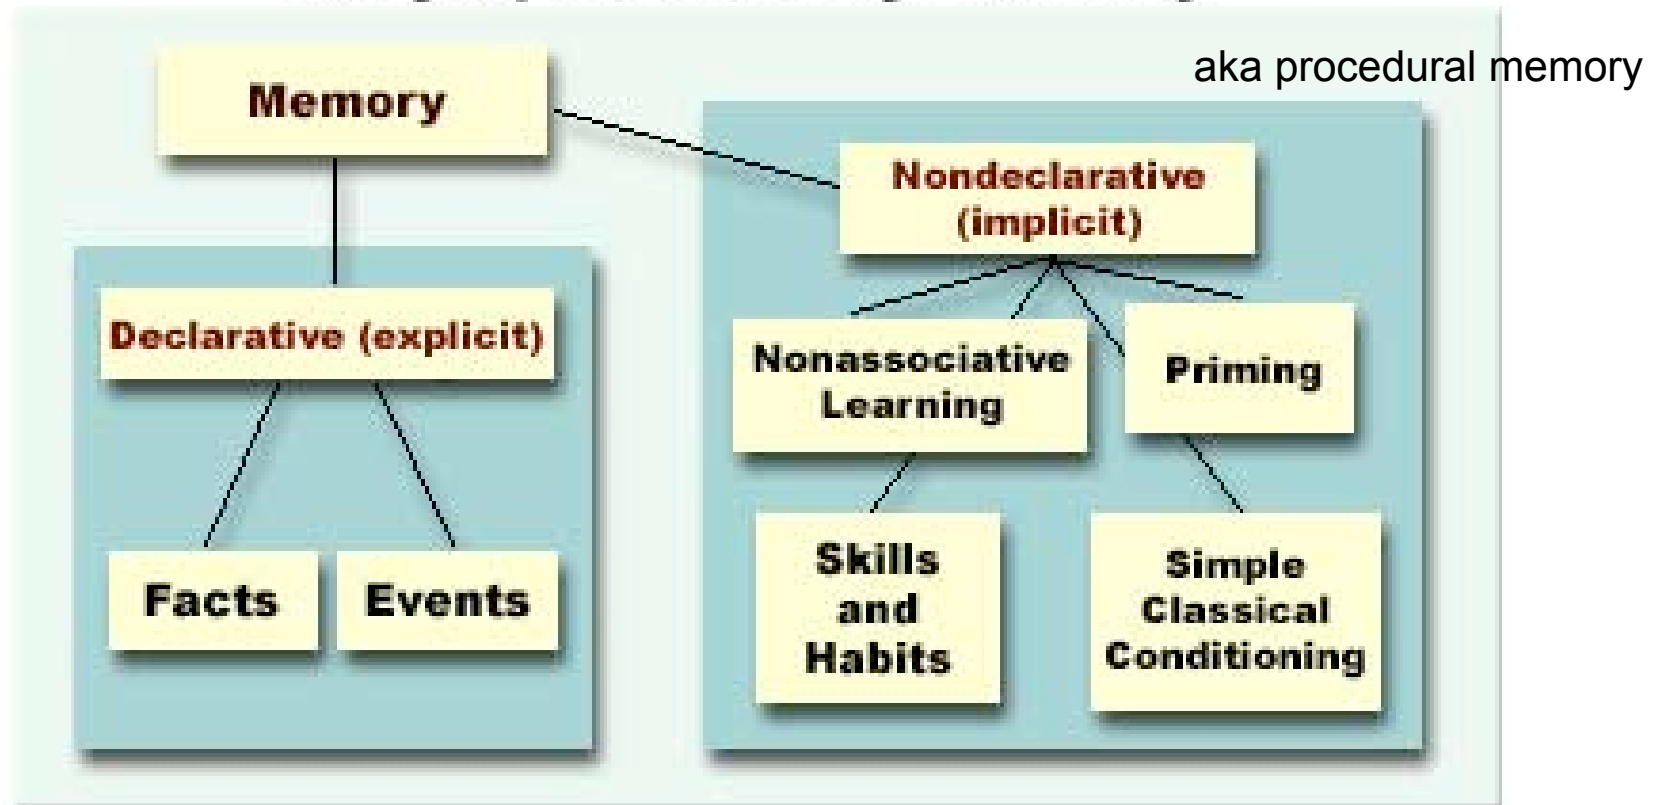 aka procedural memory
Memory
Nondeclarative
(implicit)
Declarative (explicit)
Nonassociative
Learning
Priming
Facts
Events
Skills
and
Habits
Simple
Classical
Conditioning